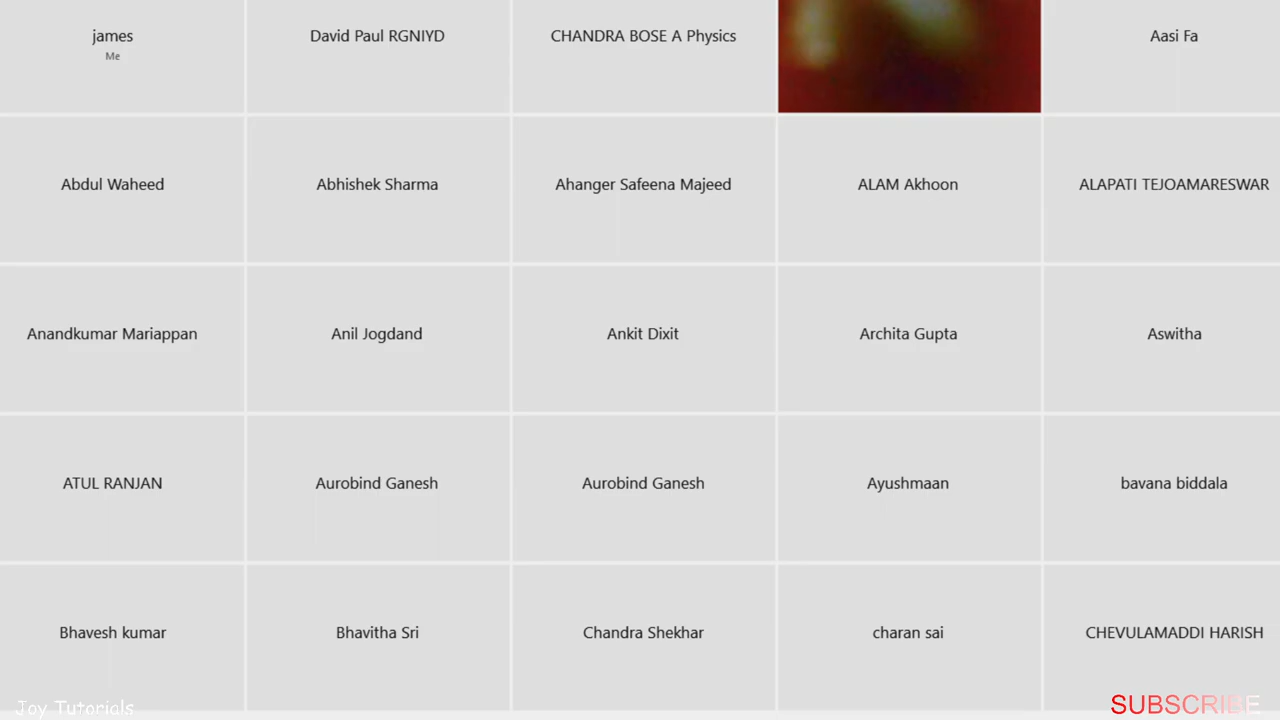 james
Me
David Paul RGNIYD
CHANDRA BOSE A Physics
Aasi Fa
Abdul Waheed
Abhishek Sharma
Ahanger Safeena Majeed
ALAM Akhoon
ALAPATI TEJOAMARESWAR
Anandkumar Mariappan
Anil Jogdand
Ankit Dixit
Archita Gupta
Aswitha
ATUL RANJAN
Aurobind Ganesh
Aurobind Ganesh
Ayushmaan
bavana biddala
Bhavesh kumar
Bhavitha Sri
Chandra Shekhar
charan sai
CHEVULAMADDI HARISH
Joy Tutorials
SUBSCRIBE